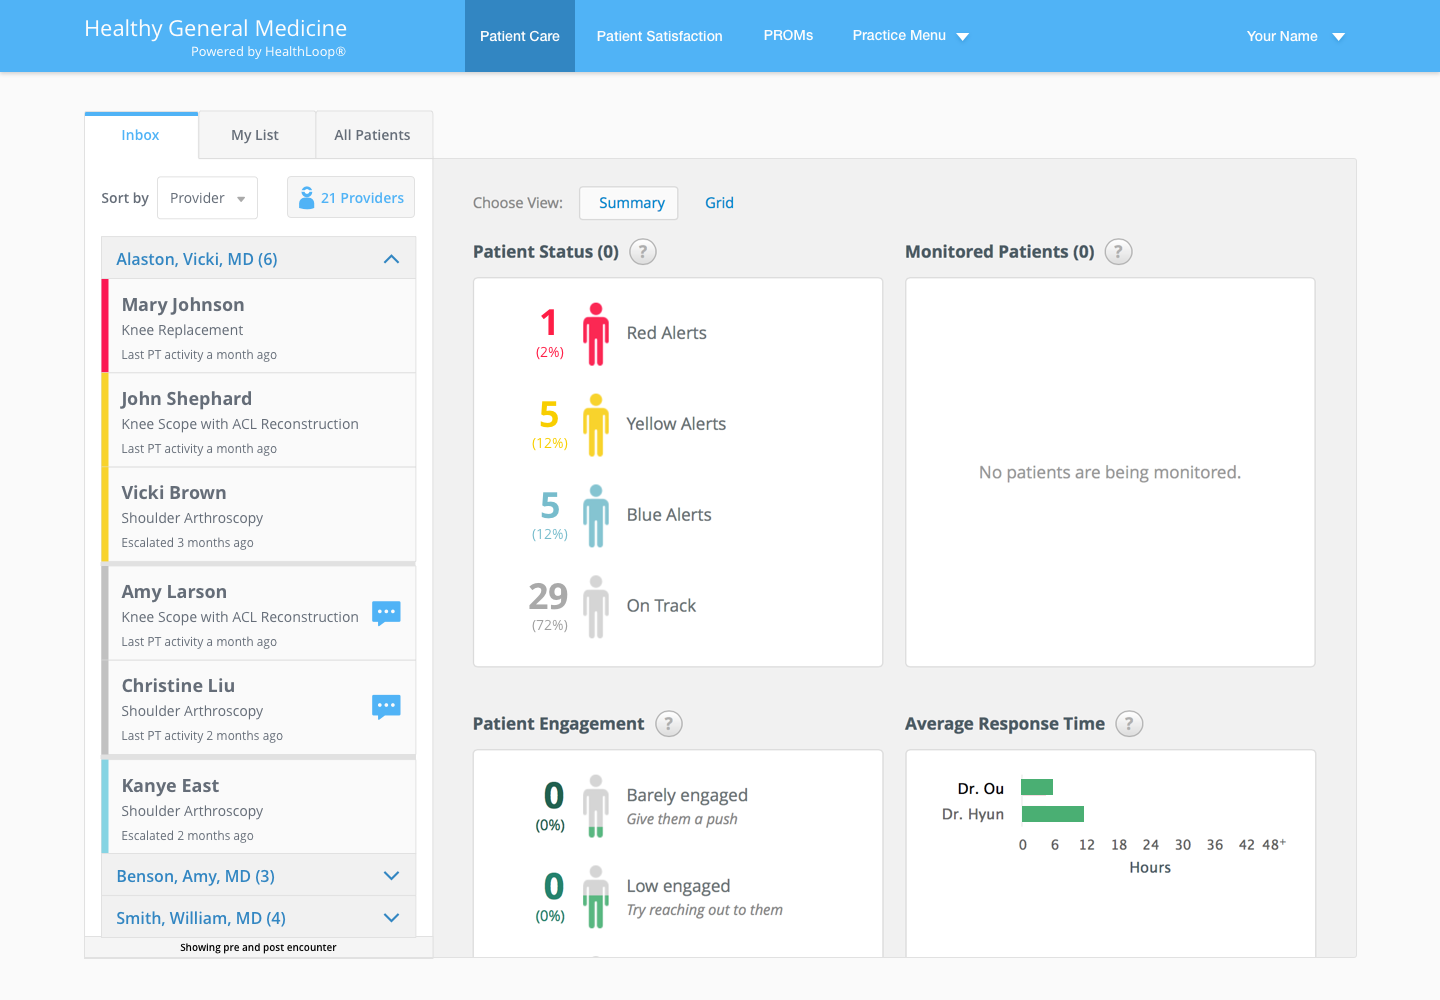 Healthy General Medicine
Powered by HealthLoop®
Patient Care
Patient Satisfaction
PROMs
Practice Menu
Your Name
Inbox
My List
All Patients
Sort by
Provider
21 Providers
Alaston, Vicki, MD (6)
Mary Johnson
Knee Replacement
Last PT activity a month ago
John Shephard
Knee Scope with ACL Reconstruction
Last PT activity a month ago
Vicki Brown
Shoulder Arthroscopy
Escalated 3 months ago
Amy Larson
Knee Scope with ACL Reconstruction
Last PT activity a month ago
Christine Liu
Shoulder Arthroscopy
Last PT activity 2 months ago
Kanye East
Shoulder Arthroscopy
Escalated 2 months ago
Benson, Amy, MD (3)
Smith, William, MD (4)
Showing pre and post encounter
Choose View:
Summary
Grid
Patient Status (0)
?
1
(2%)
Red Alerts
5
(12%)
Yellow Alerts
5
(12%)
Blue Alerts
29
(72%)
On Track
Monitored Patients (0)
?
No patients are being monitored.
Patient Engagement
?
0
(0%)
Barely engaged
Give them a push
0
(0%)
Low engaged
Try reaching out to them
Average Response Time
?
Dr. Ou
Dr. Hyun
0 6 12 18 24 30 36 42 48+
Hours